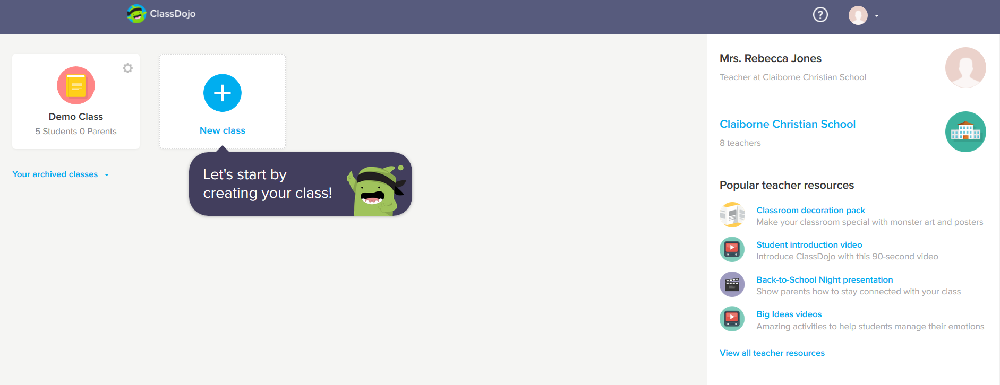 ClassDojo
?
Demo Class
5 Students 0 Parents
New class
Let's start by
creating your class!
Your archived classes
Mrs. Rebecca Jones
Teacher at Claiborne Christian School
Claiborne Christian School
8 teachers
Popular teacher resources
Classroom decoration pack
Make your classroom special with monster art and posters
Student introduction video
Introduce ClassDojo with this 90-second video
Back-to-School Night presentation
Show parents how to stay connected with your class
Big Ideas videos
Amazing activities to help students manage their emotions
View all teacher resources